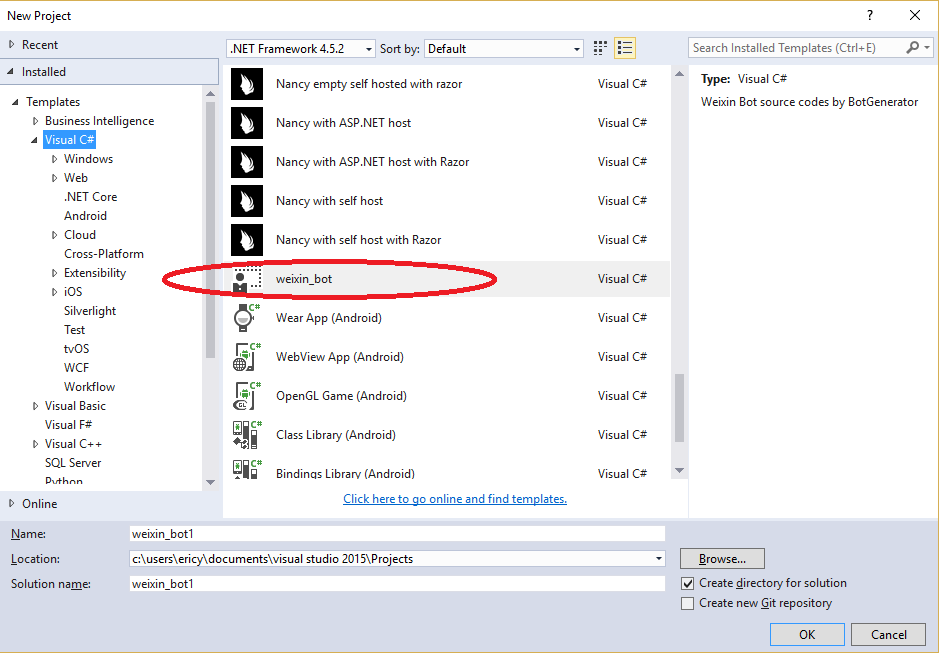 New Project
?
Recent
.NET Framework 4.5.2
Sort by:
Default
Search Installed Templates (Ctrl+E)
Installed
Templates
Business Intelligence
Visual C#
Windows
Web
.NET Core
Android
Cloud
Cross-Platform
Extensibility
iOS
Silverlight
Test
tvOS
WCF
Workflow
Visual Basic
Visual F#
Visual C++
SQL Server
Python
Online
Nancy empty self hosted with razor Visual C#
Nancy with ASP.NET host Visual C#
Nancy with ASP.NET host with Razor Visual C#
Nancy with self host Visual C#
Nancy with self host with Razor Visual C#
weixin_bot Visual C#
C#
Wear App (Android) Visual C#
C#
WebView App (Android) Visual C#
C#
GL
OpenGL Game (Android) Visual C#
C#
Class Library (Android) Visual C#
C#
Bindings Library (Android) Visual C#
Click here to go online and find templates.
Type: Visual C#
Weixin Bot source codes by BotGenerator
Name: weixin_bot1
Location: c:\users\ericy\documents\visual studio 2015\Projects
Browse...
Solution name: weixin_bot1
Create directory for solution
Create new Git repository
OK
Cancel